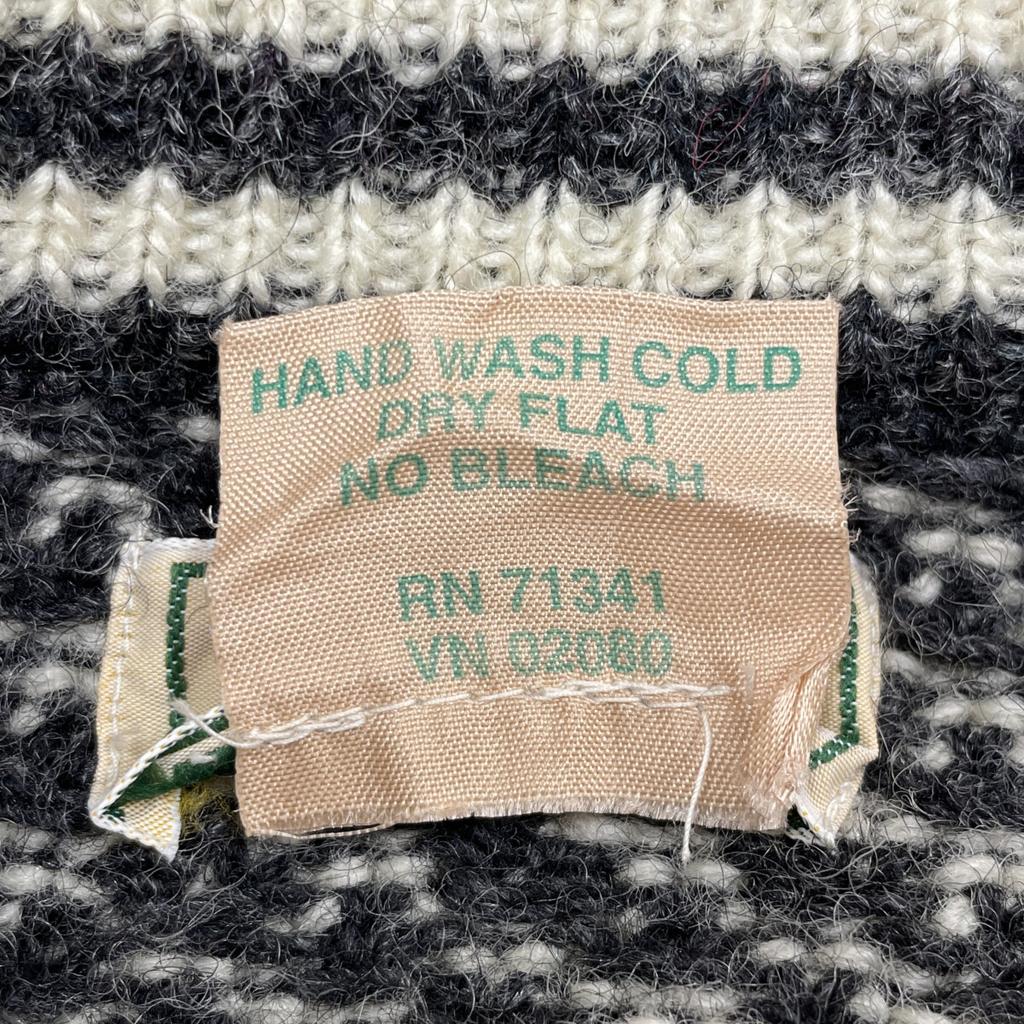 HAND WASH COLD
DRY FLAT
NO BLEACH
RN 71341
VN 02080